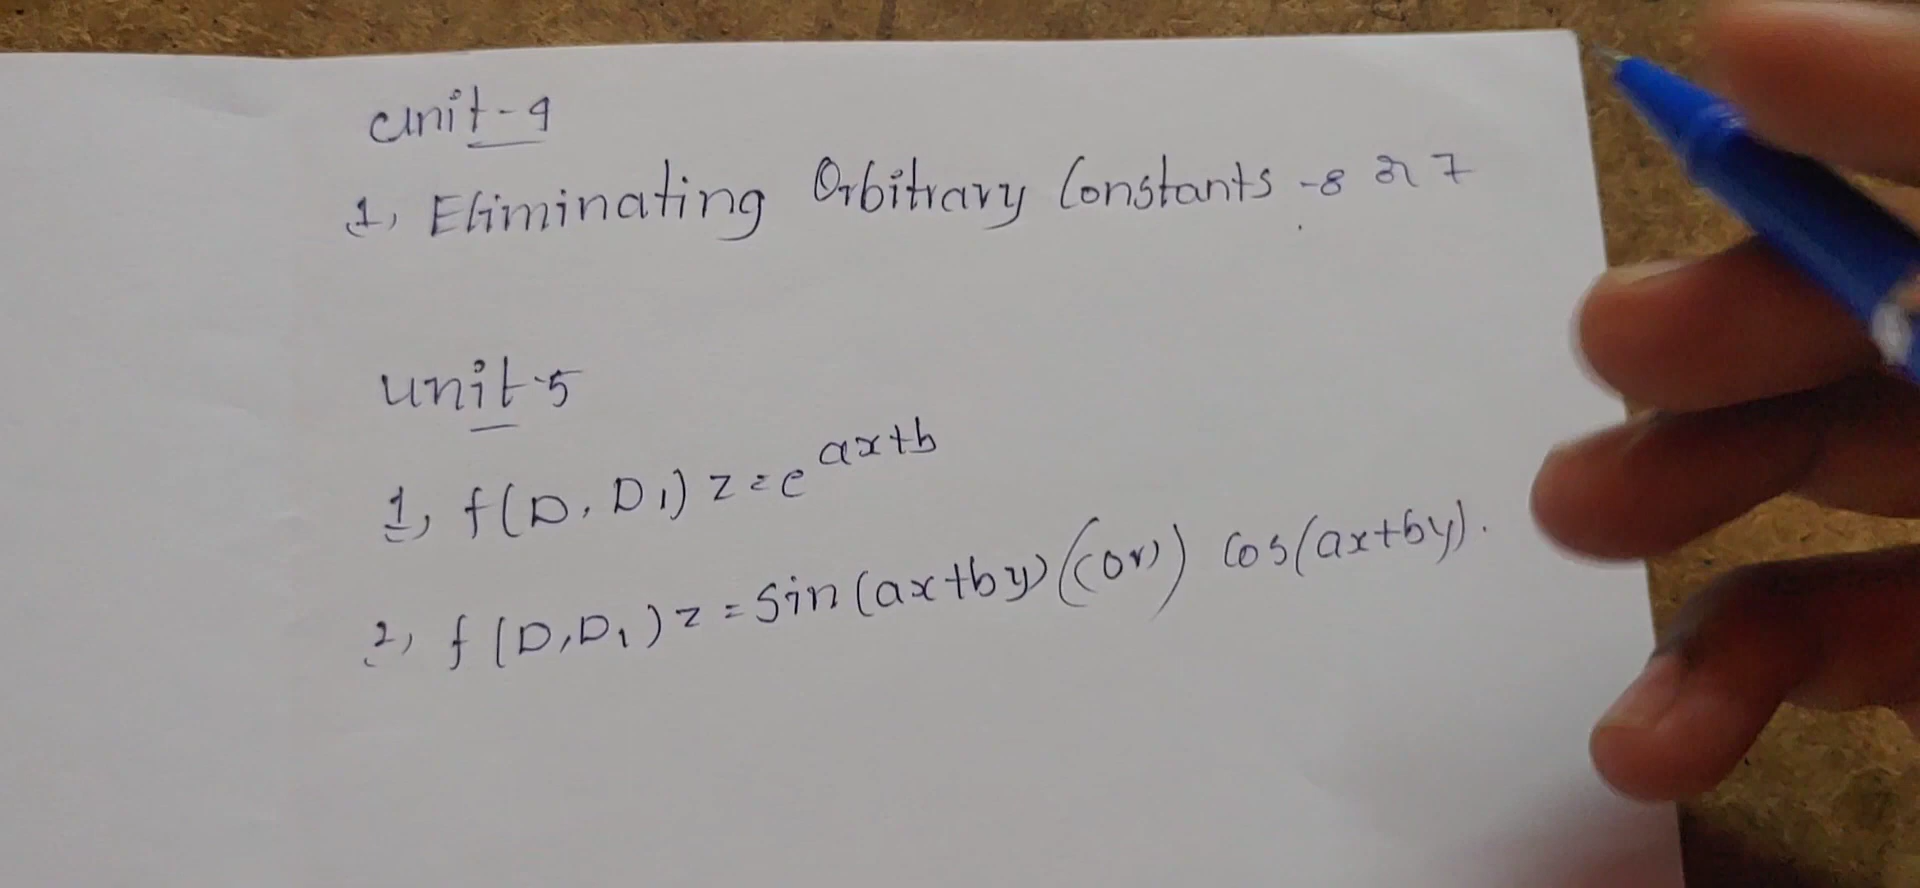 unit-4
1, Eliminating Orbitrary Constants -8 or 7
unit-5
1, f(D, D1) z=e^ax+b
2, f(D,D1)z=Sin(ax+by)(or) Cos(ax+by).